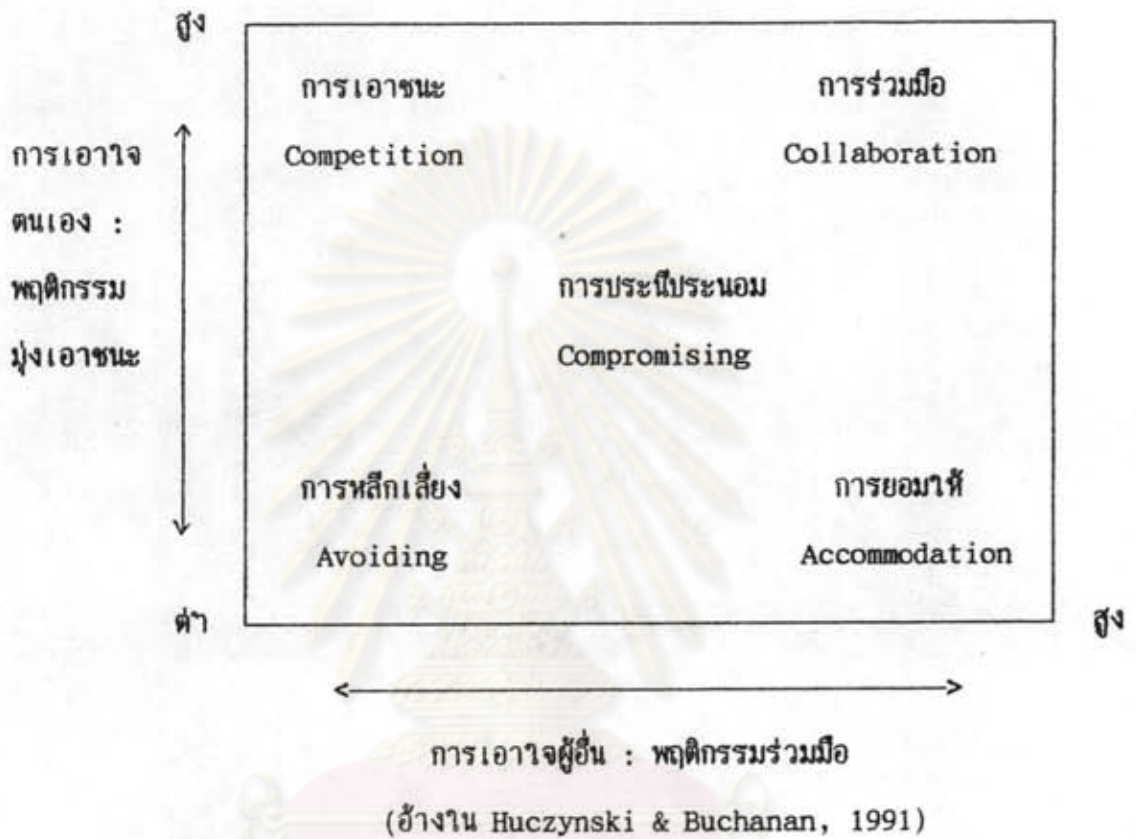 สูง
การเอาชนะ การร่วมมือ
การเอาใจ Competition Collaboration
ตนเอง :
พฤติกรรม การประนีประนอม
มุ่งเอาชนะ Compromising
การหลีกเลี่ยง การยอมให้
Avoiding Accommodation
ต่ำ สูง
การเอาใจผู้อื่น : พฤติกรรมร่วมมือ
(อ้างใน Huczynski & Buchanan, 1991)